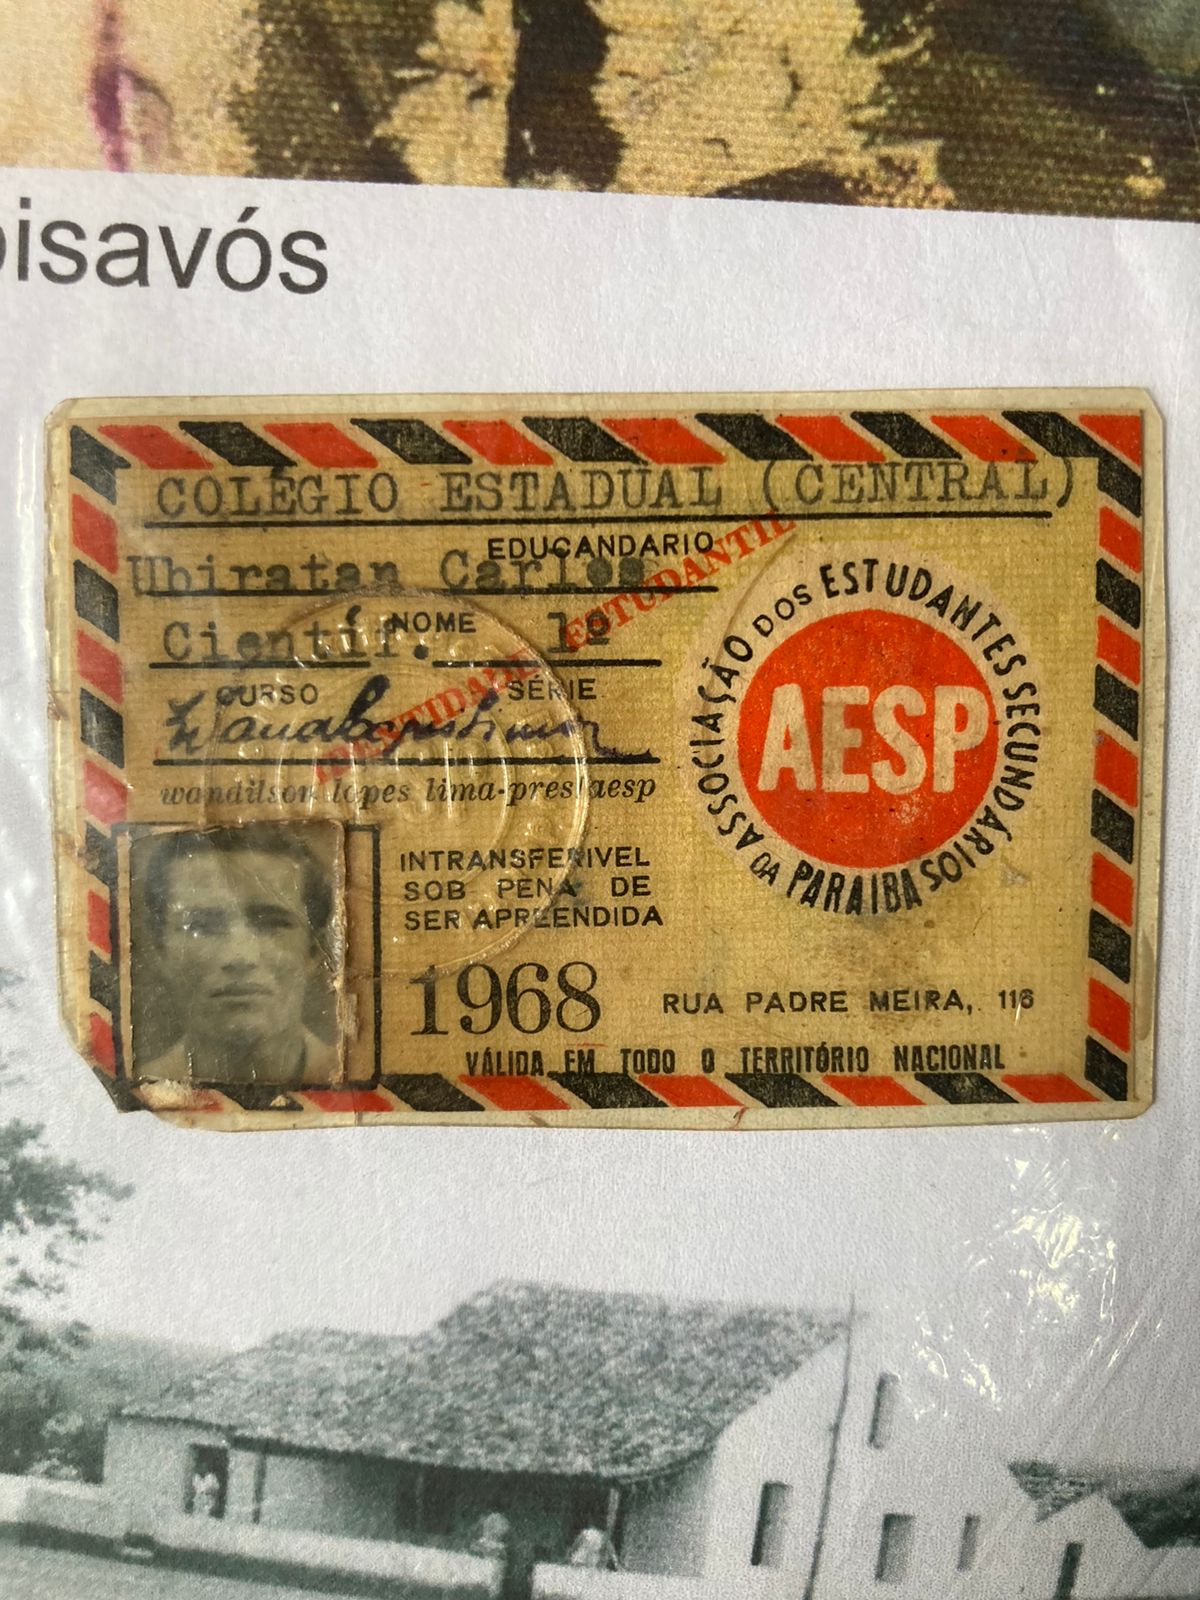 bisavós
COLÉGIO ESTADUAL (CENTRAL)
EDUCANDARIO
Ubiratan Carlos
NOME
Científ. 1º
CURSO SÉRIE
IDENTIDADE ESTUDANTIL
wandilson lopes lima-pres aesp
INTRANSFERIVEL
SOB PENA DE
SER APREENDIDA
1968
ASSOCIAÇÃO DOS ESTUDANTES SECUNDÁRIOS DA PARAIBA
AESP
RUA PADRE MEIRA, 116
VÁLIDA EM TODO O TERRITÓRIO NACIONAL